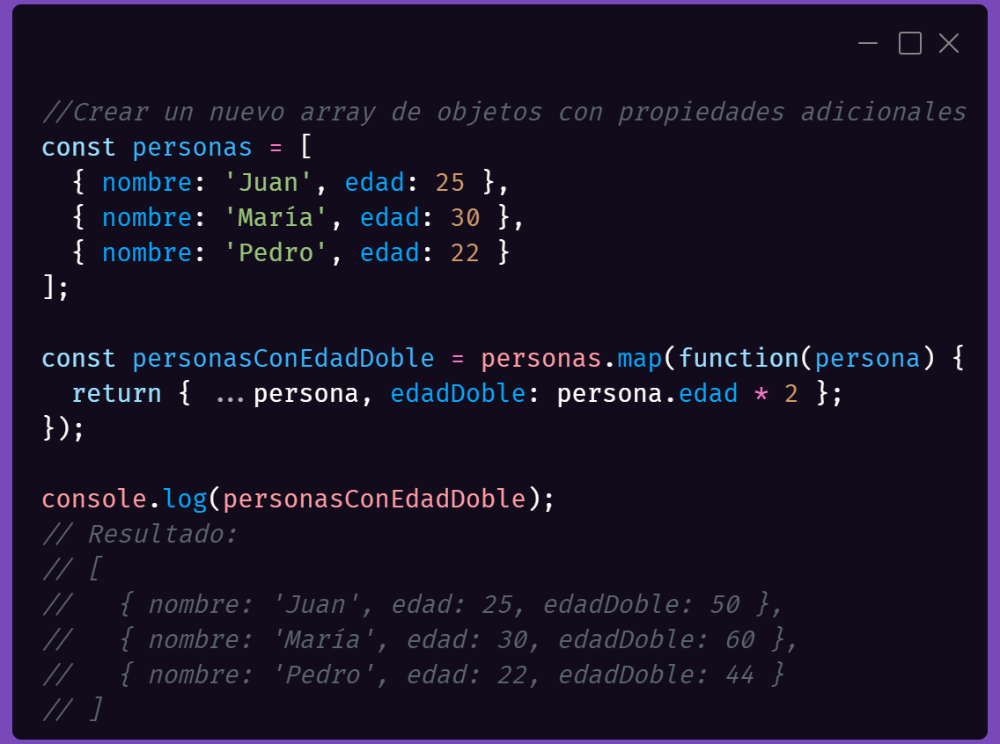 //Crear un nuevo array de objetos con propiedades adicionales
const personas = [
  { nombre: 'Juan', edad: 25 },
  { nombre: 'María', edad: 30 },
  { nombre: 'Pedro', edad: 22 }
];
const personasConEdadDoble = personas.map(function(persona) {
  return { ...persona, edadDoble: persona.edad * 2 };
});
console.log(personasConEdadDoble);
// Resultado:
// [
//   { nombre: 'Juan', edad: 25, edadDoble: 50 },
//   { nombre: 'María', edad: 30, edadDoble: 60 },
//   { nombre: 'Pedro', edad: 22, edadDoble: 44 }
// ]